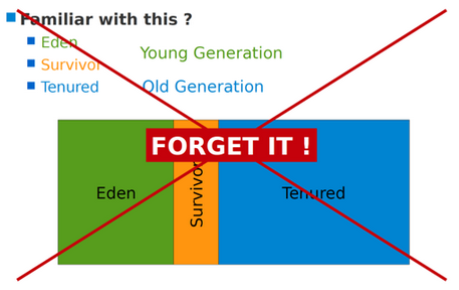 Familiar with this ?
Eden
Young Generation
Survivor
Tenured
Old Generation
FORGET IT !
Eden
Survivor
Tenured